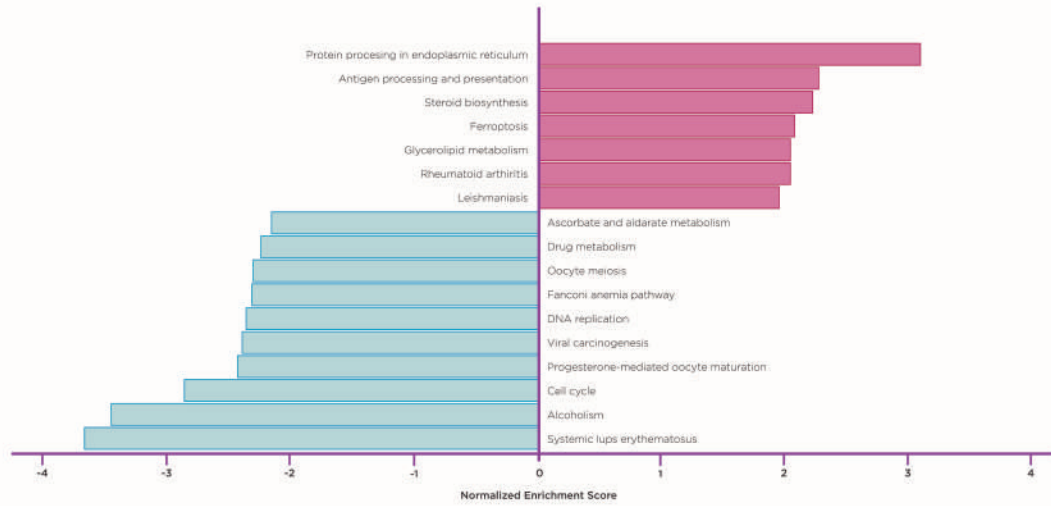 Protein procesing in endoplasmic reticulum
Antigen processing and presentation
Steroid biosynthesis
Ferroptosis
Glycerolipid metabolism
Rheumatoid arthiritis
Leishmaniasis
Ascorbate and aldarate metabolism
Drug metabolism
Oocyte meiosis
Fanconi anemia pathway
DNA replication
Viral carcinogenesis
Progesterone-mediated oocyte maturation
Cell cycle
Alcoholism
Systemic lups erythematosus
-4 -3 -2 -1 0 1 2 3 4
Normalized Enrichment Score